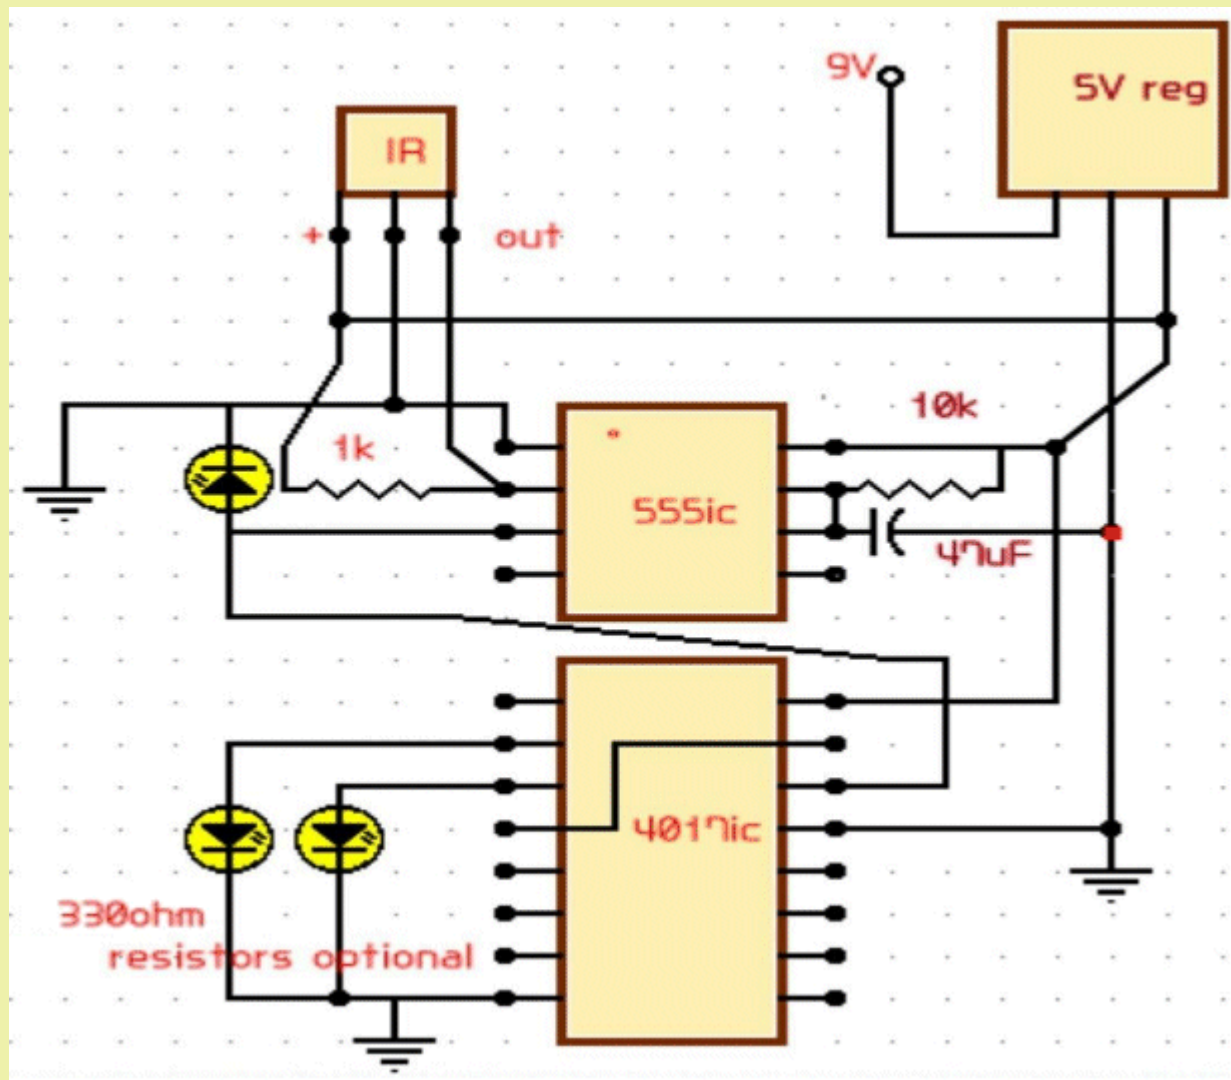 9V
5V reg
IR
+
out
10k
1k
555ic
47uF
4017ic
330ohm
resistors optional